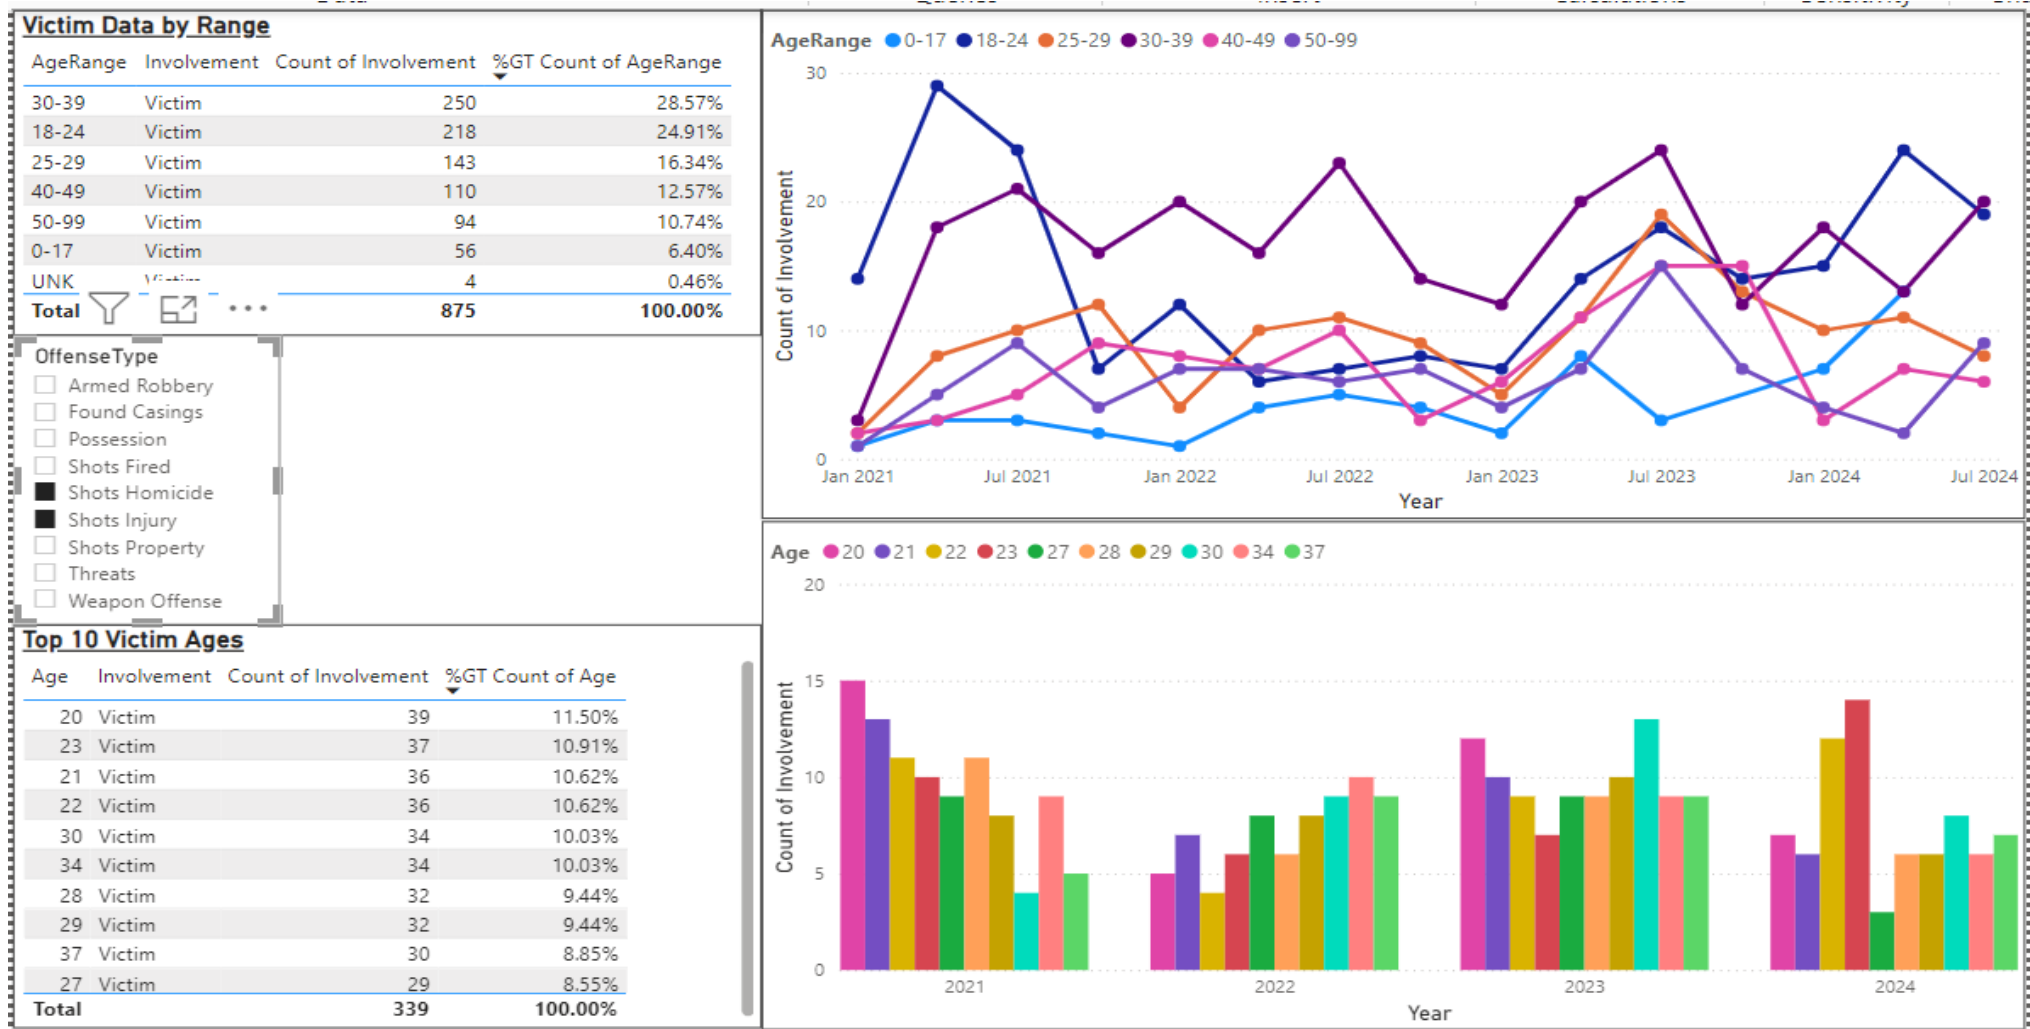 Victim Data by Range
AgeRange Involvement Count of Involvement %GT Count of AgeRange
30-39 Victim 250 28.57%
18-24 Victim 218 24.91%
25-29 Victim 143 16.34%
40-49 Victim 110 12.57%
50-99 Victim 94 10.74%
0-17 Victim 56 6.40%
UNK Victim 4 0.46%
Total 875 100.00%
OffenseType
Armed Robbery
Found Casings
Possession
Shots Fired
Shots Homicide
Shots Injury
Shots Property
Threats
Weapon Offense
Top 10 Victim Ages
Age Involvement Count of Involvement %GT Count of Age
20 Victim 39 11.50%
23 Victim 37 10.91%
21 Victim 36 10.62%
22 Victim 36 10.62%
30 Victim 34 10.03%
34 Victim 34 10.03%
28 Victim 32 9.44%
29 Victim 32 9.44%
37 Victim 30 8.85%
27 Victim 29 8.55%
Total 339 100.00%
AgeRange 0-17 18-24 25-29 30-39 40-49 50-99
Count of Involvement
30
20
10
0
Jan 2021 Jul 2021 Jan 2022 Jul 2022 Jan 2023 Jul 2023 Jan 2024 Jul 2024
Year
Age 20 21 22 23 27 28 29 30 34 37
Count of Involvement
20
15
10
5
0
2021 2022 2023 2024
Year